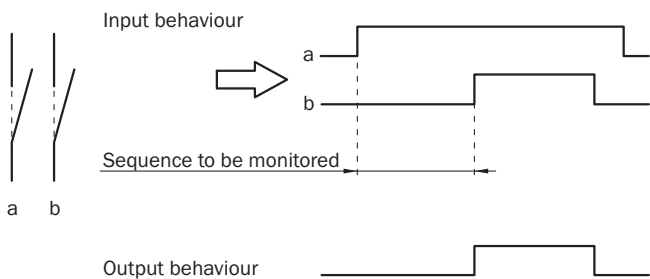 Input behaviour
a
b
Sequence to be monitored
a b
Output behaviour